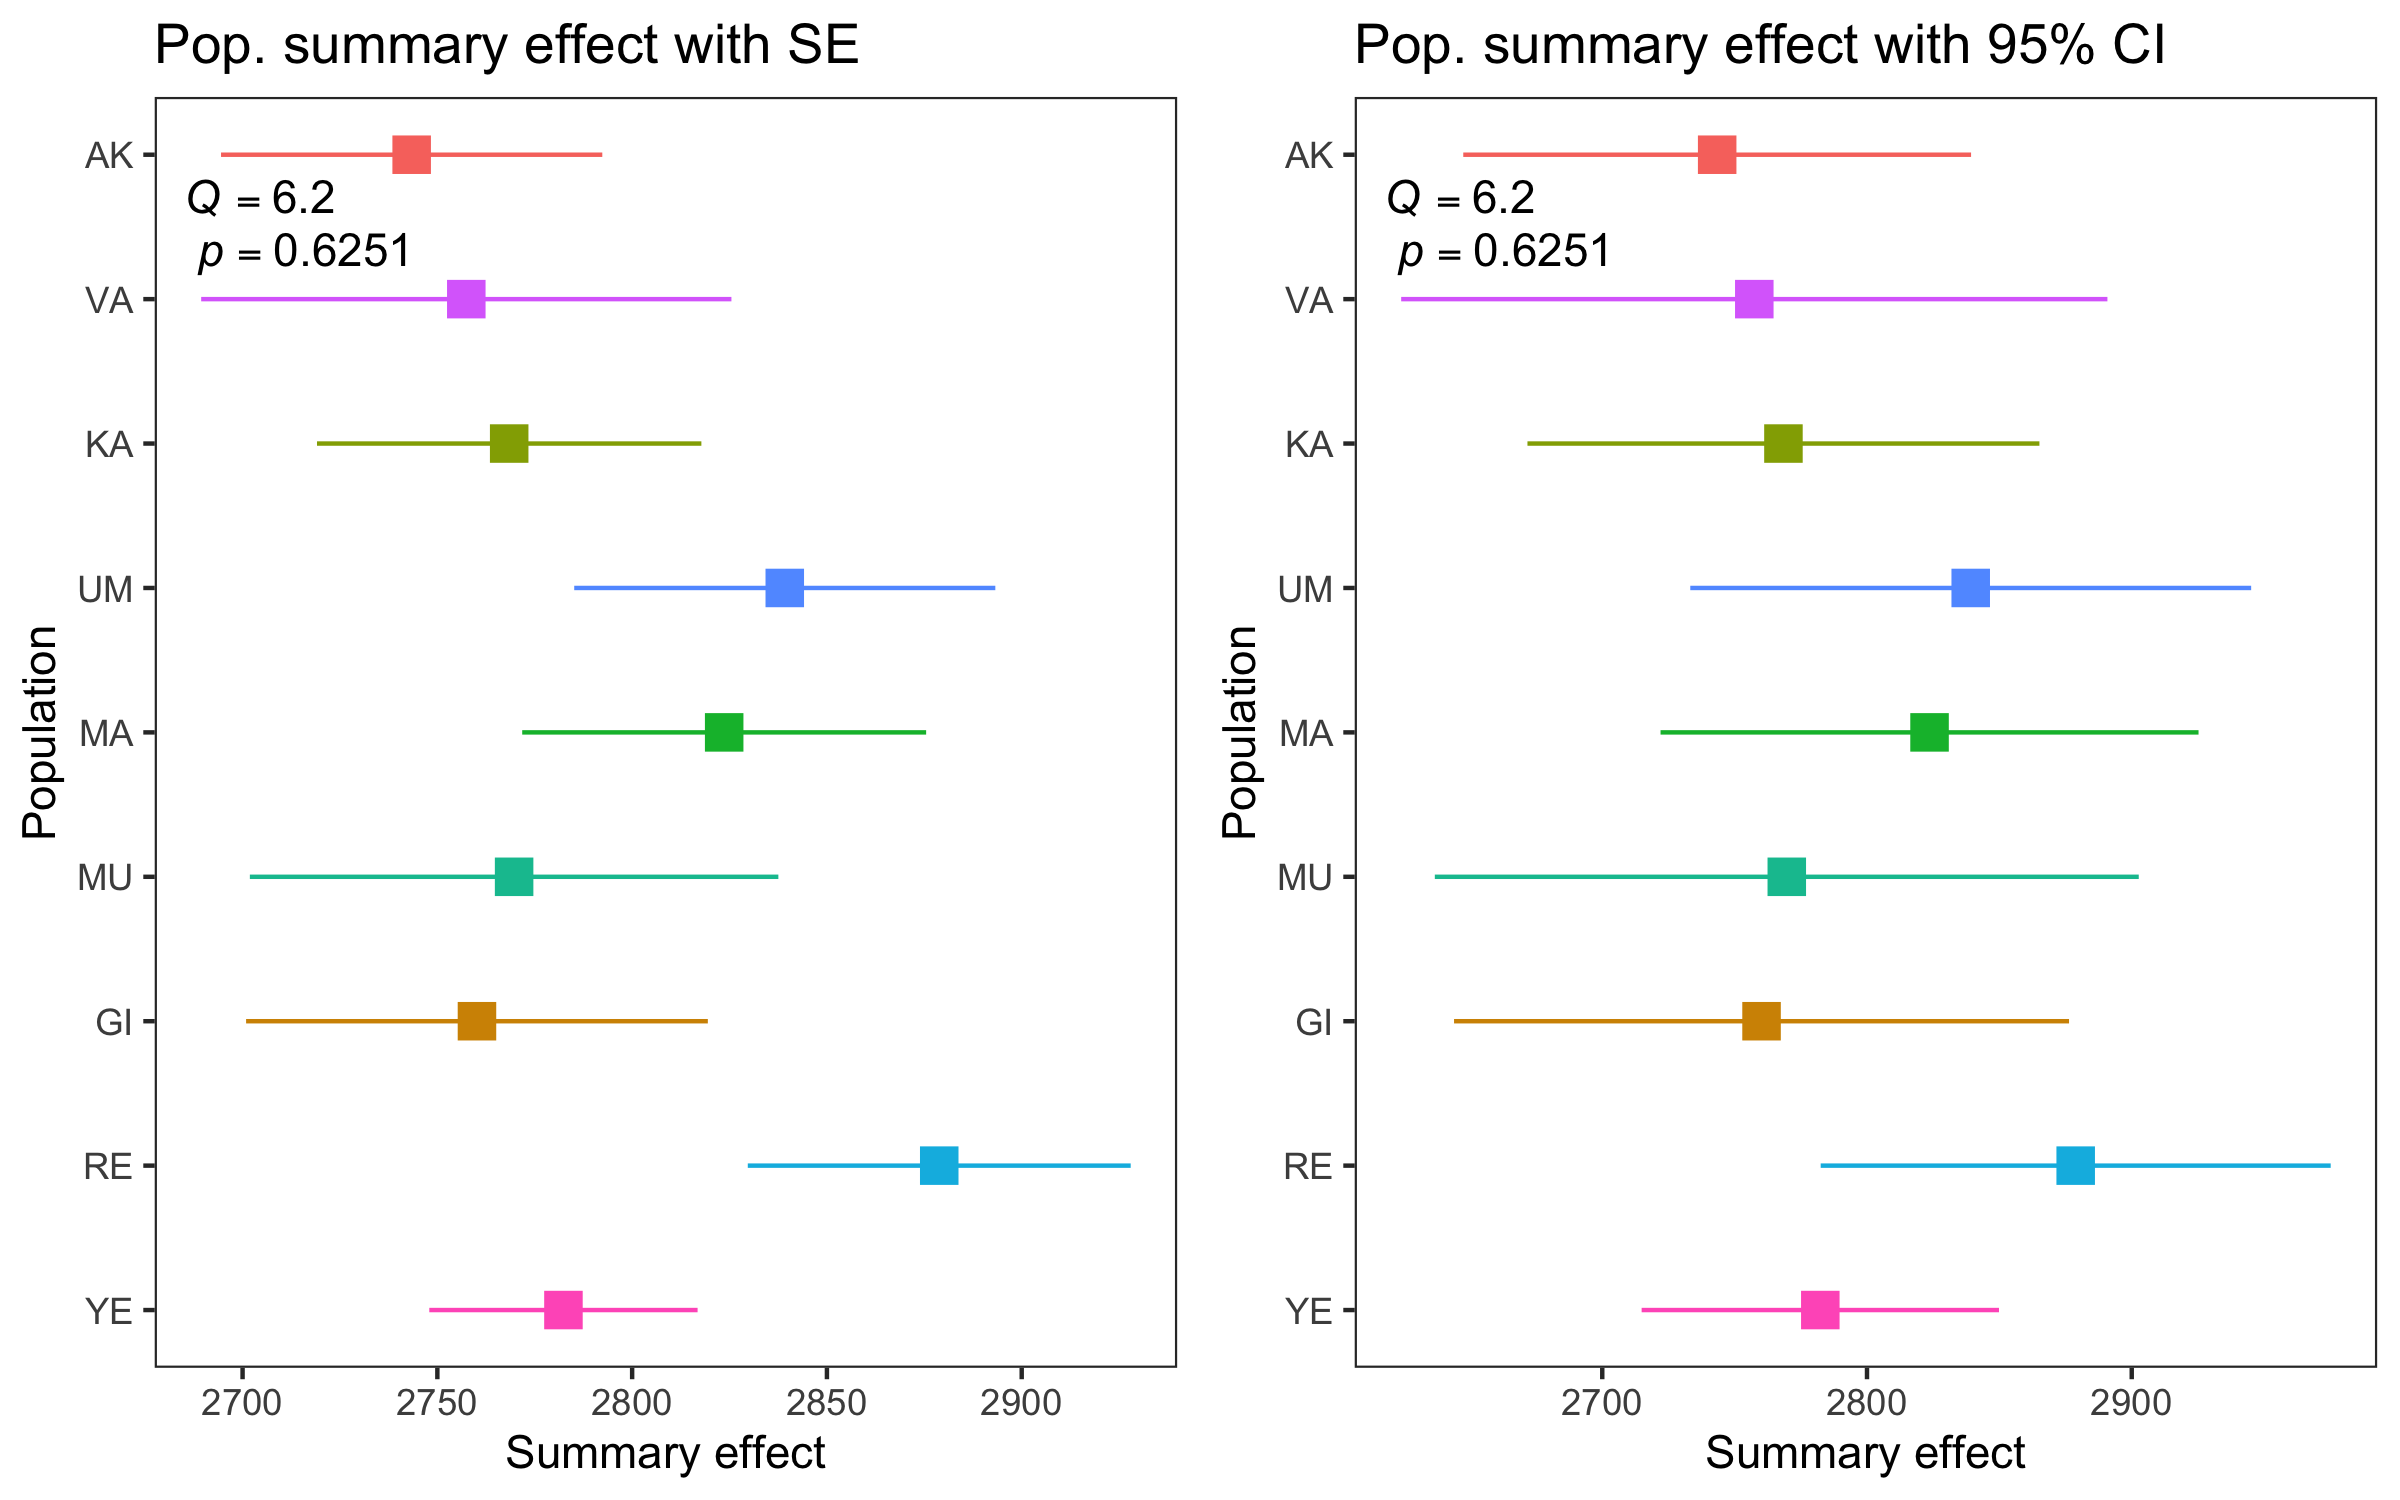 Pop. summary effect with SE
AK
Q = 6.2
p = 0.6251
VA
KA
UM
MA
MU
GI
RE
YE
Population
2700 2750 2800 2850 2900
Summary effect
Pop. summary effect with 95% CI
AK
Q = 6.2
p = 0.6251
VA
KA
UM
MA
MU
GI
RE
YE
Population
2700 2800 2900
Summary effect